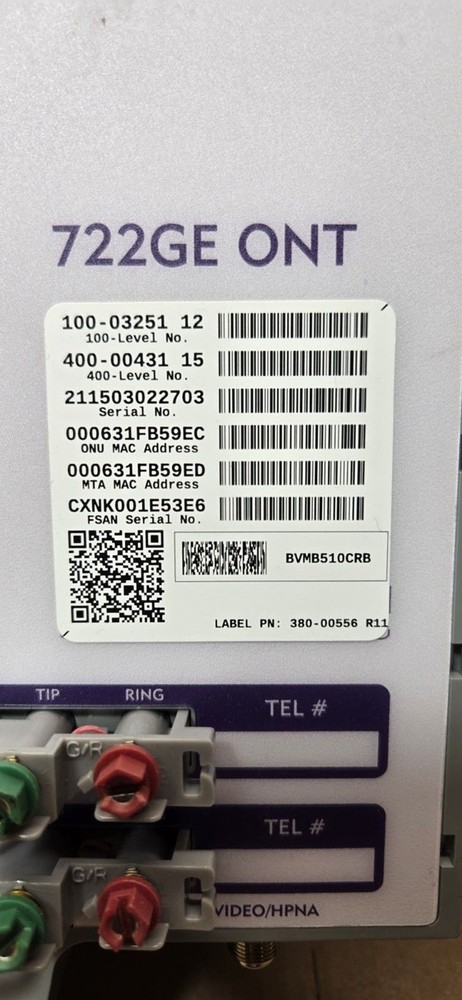 722GE ONT
100-03251 12
100-Level No.
400-00431 15
400-Level No.
211503022703
Serial No.
000631FB59EC
ONU MAC Address
000631FB59ED
MTA MAC Address
CXNK001E53E6
FSAN Serial No.
BVMB510CRB
LABEL PN: 380-00556 R11
TIP RING TEL #
G/R
TEL #
G/R
VIDEO/HPNA